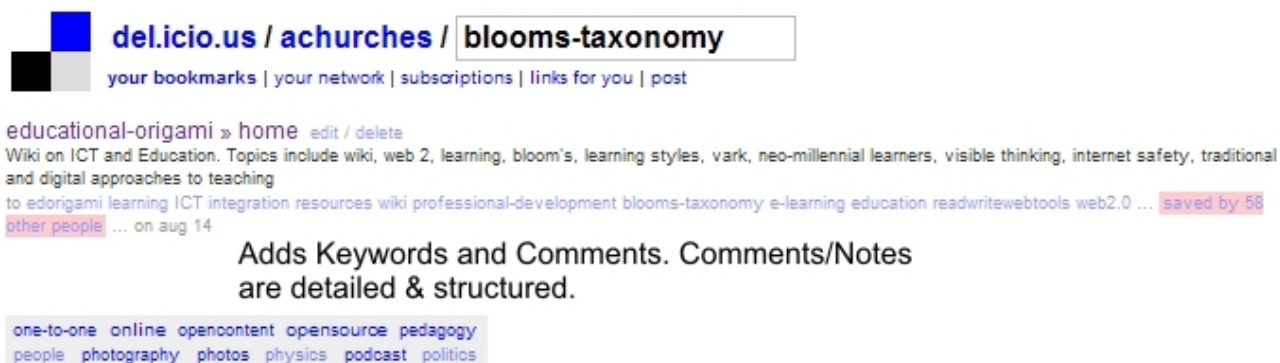 del.icio.us / achurches / blooms-taxonomy
your bookmarks | your network | subscriptions | links for you | post
educational-origami » home edit / delete
Wiki on ICT and Education. Topics include wiki, web 2, learning, bloom's, learning styles, vark, neo-millennial learners, visible thinking, internet safety, traditional
and digital approaches to teaching
to edorigami learning ICT integration resources wiki professional-development blooms-taxonomy e-learning education readwritewebtools web2.0 ... saved by 58
other people ... on aug 14
Adds Keywords and Comments. Comments/Notes
are detailed & structured.
one-to-one online opencontent opensource pedagogy
people photography photos physics podcast politics